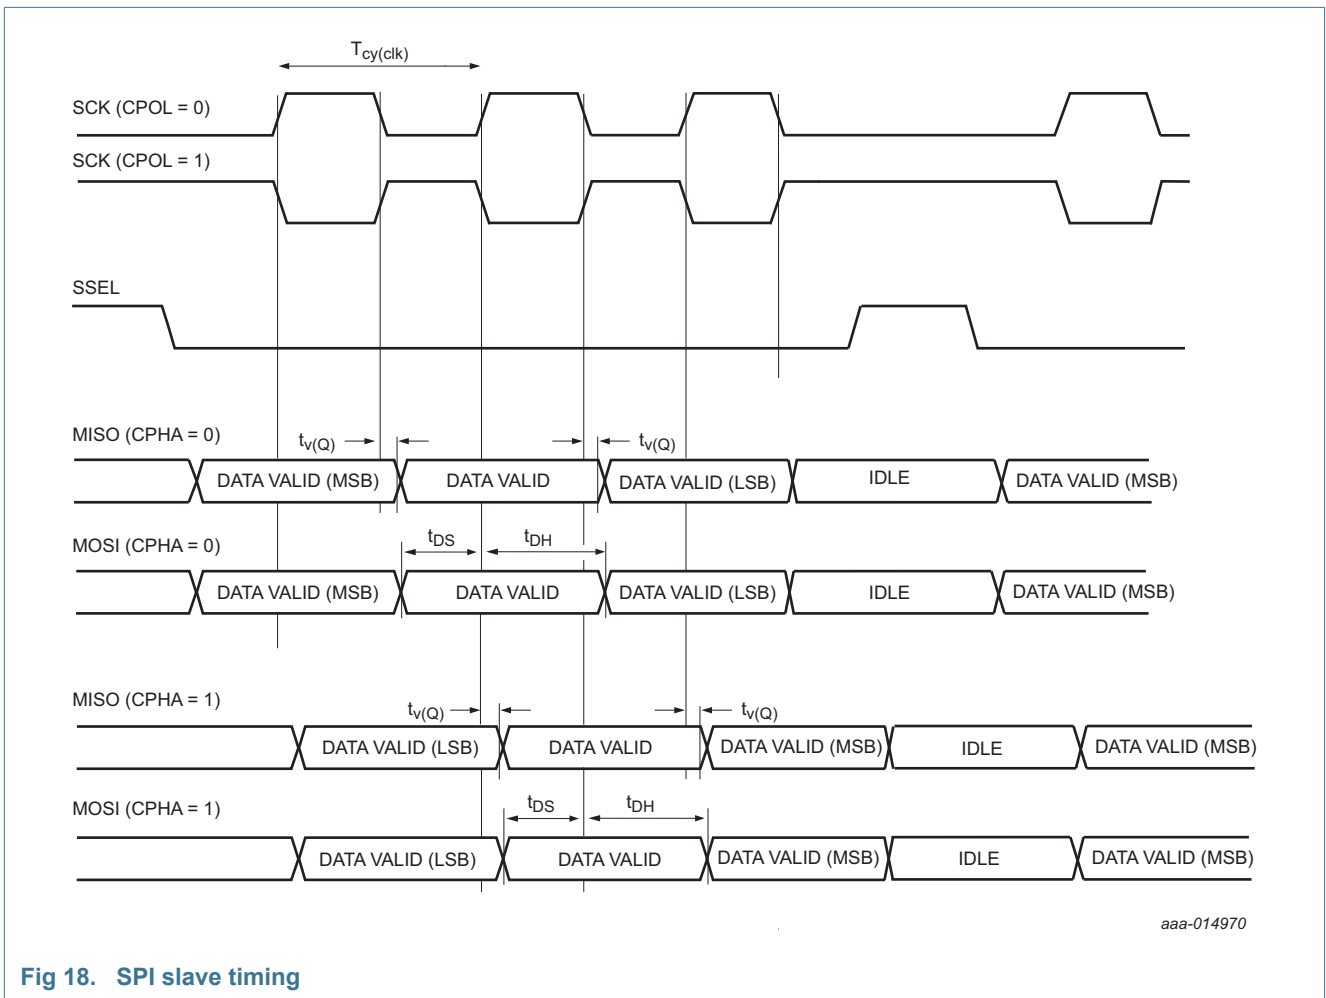 Tcy(clk)
SCK (CPOL = 0)
SCK (CPOL = 1)
SSEL
MISO (CPHA = 0)
tv(Q) tv(Q)
DATA VALID (MSB) DATA VALID DATA VALID (LSB) IDLE DATA VALID (MSB)
MOSI (CPHA = 0)
tDS tDH
DATA VALID (MSB) DATA VALID DATA VALID (LSB) IDLE DATA VALID (MSB)
MISO (CPHA = 1)
tv(Q) tv(Q)
DATA VALID (LSB) DATA VALID DATA VALID (MSB) IDLE DATA VALID (MSB)
MOSI (CPHA = 1)
tDS tDH
DATA VALID (LSB) DATA VALID DATA VALID (MSB) IDLE DATA VALID (MSB)
aaa-014970
Fig 18. SPI slave timing